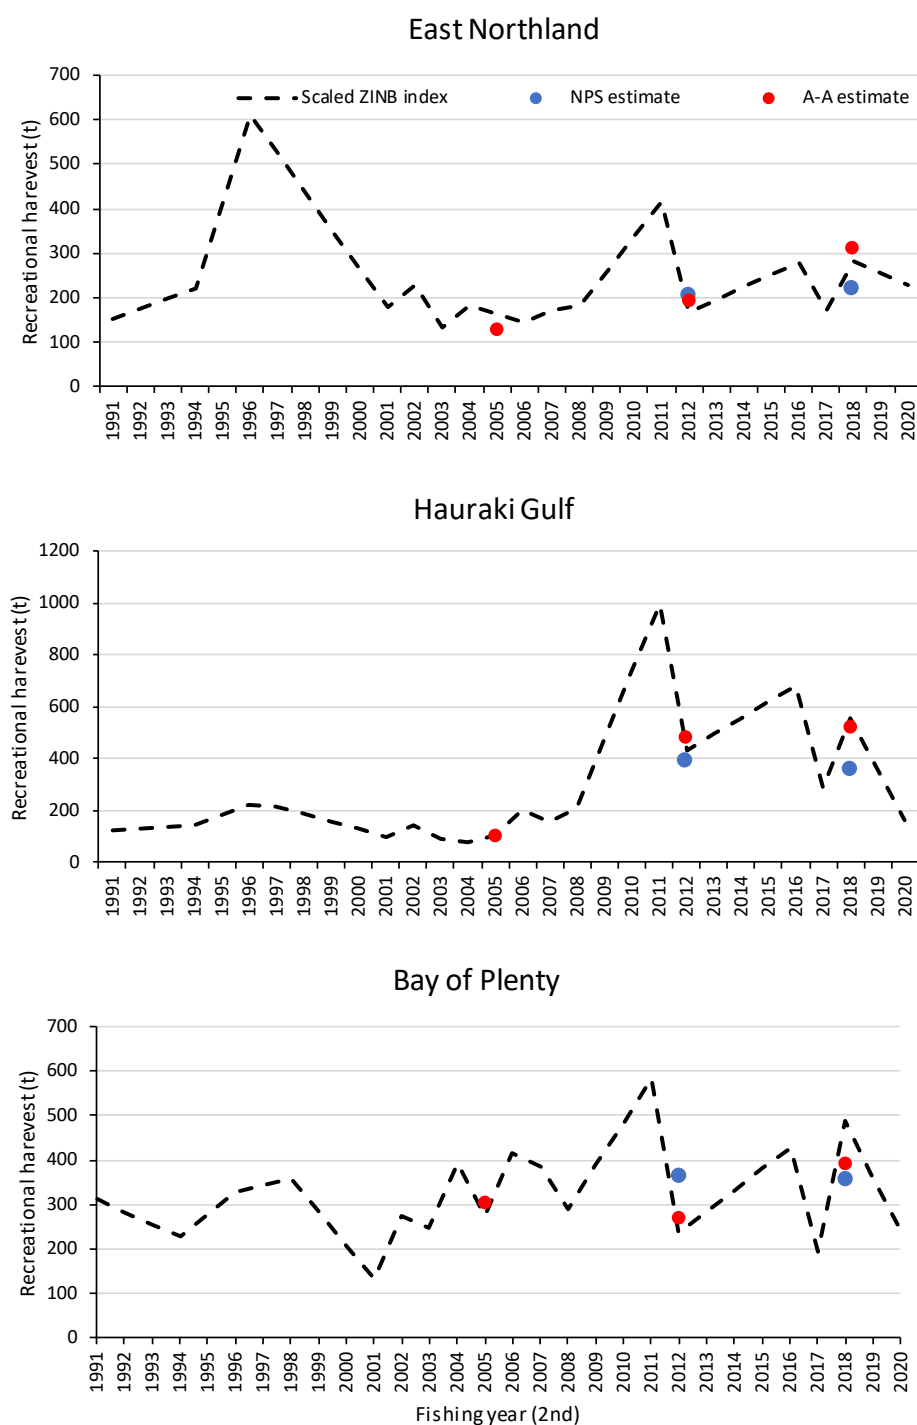 East Northland
700
600
500
400
300
200
100
0
Recreational harevest (t)
Scaled ZINB index NPS estimate A-A estimate
1991 1992 1993 1994 1995 1996 1997 1998 1999 2000 2001 2002 2003 2004 2005 2006 2007 2008 2009 2010 2011 2012 2013 2014 2015 2016 2017 2018 2019 2020
Hauraki Gulf
1200
1000
800
600
400
200
0
Recreational harevest (t)
1991 1992 1993 1994 1995 1996 1997 1998 1999 2000 2001 2002 2003 2004 2005 2006 2007 2008 2009 2010 2011 2012 2013 2014 2015 2016 2017 2018 2019 2020
Bay of Plenty
700
600
500
400
300
200
100
0
Recreational harevest (t)
1991 1992 1993 1994 1995 1996 1997 1998 1999 2000 2001 2002 2003 2004 2005 2006 2007 2008 2009 2010 2011 2012 2013 2014 2015 2016 2017 2018 2019 2020
Fishing year (2nd)